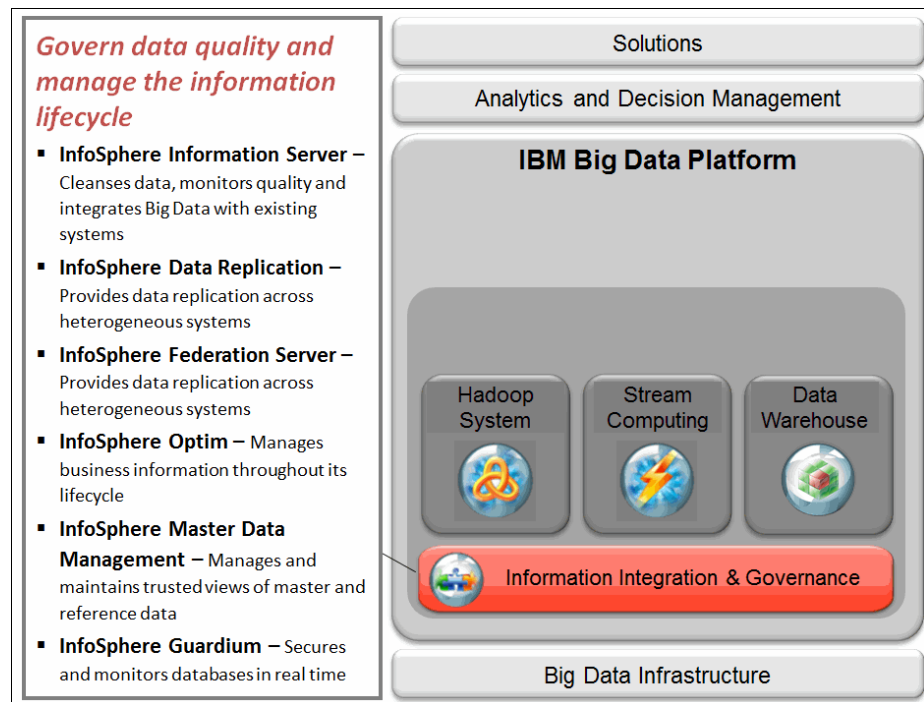 Govern data quality and
manage the information
lifecycle
▪ InfoSphere Information Server –
Cleanses data, monitors quality and
integrates Big Data with existing
systems
▪ InfoSphere Data Replication –
Provides data replication across
heterogeneous systems
▪ InfoSphere Federation Server –
Provides data replication across
heterogeneous systems
▪ InfoSphere Optim – Manages
business information throughout its
lifecycle
▪ InfoSphere Master Data
Management – Manages and
maintains trusted views of master and
reference data
▪ InfoSphere Guardium – Secures
and monitors databases in real time
Solutions
Analytics and Decision Management
IBM Big Data Platform
Hadoop
System
Stream
Computing
Data
Warehouse
Information Integration & Governance
Big Data Infrastructure